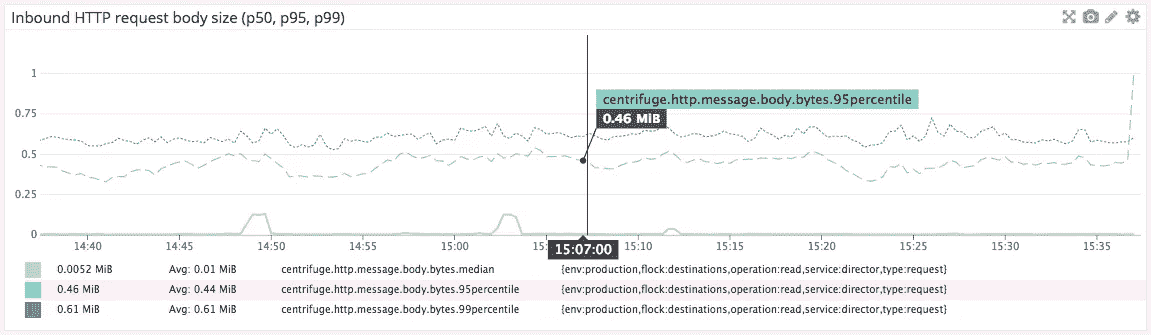 Inbound HTTP request body size (p50, p95, p99)
1
centrifuge.http.message.body.bytes.95percentile
0.75
0.46 MiB
0.5
0.25
0
14:40 14:45 14:50 14:55 15:00 15:07:00 15:10 15:15 15:20 15:25 15:30 15:35
0.0052 MiB Avg: 0.01 MiB centrifuge.http.message.body.bytes.median {env:production,flock:destinations,operation:read,service:director,type:request}
0.46 MiB Avg: 0.44 MiB centrifuge.http.message.body.bytes.95percentile {env:production,flock:destinations,operation:read,service:director,type:request}
0.61 MiB Avg: 0.61 MiB centrifuge.http.message.body.bytes.99percentile {env:production,flock:destinations,operation:read,service:director,type:request}